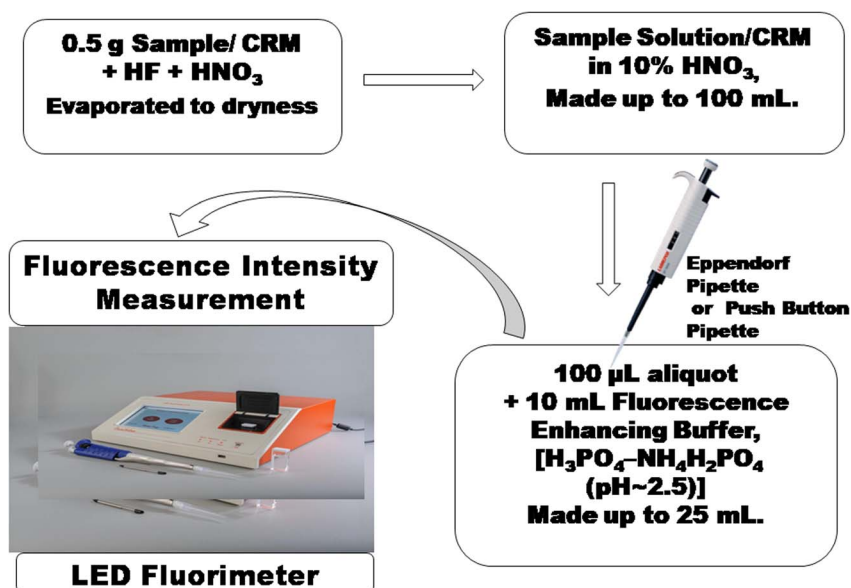 0.5 g Sample/ CRM
+ HF + HNO₃
Evaporated to dryness
Sample Solution/CRM
in 10% HNO₃,
Made up to 100 mL.
Eppendorf
Pipette
or Push Button
Pipette
100 µL aliquot
+ 10 mL Fluorescence
Enhancing Buffer,
[H₃PO₄–NH₄H₂PO₄
(pH~2.5)]
Made up to 25 mL.
Fluorescence Intensity
Measurement
LED Fluorimeter